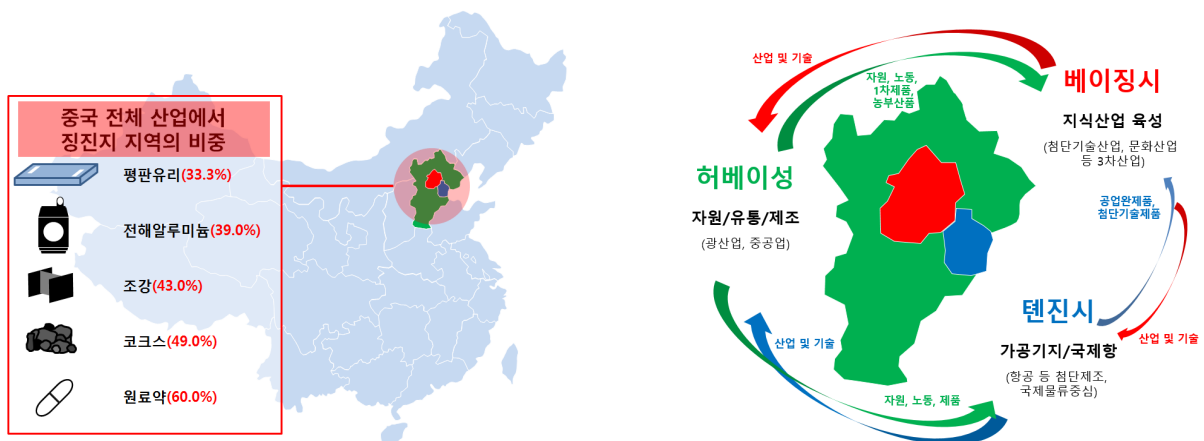 중국 전체 산업에서
징진지 지역의 비중
평판유리(33.3%)
전해알루미늄(39.0%)
조강(43.0%)
코크스(49.0%)
원료약(60.0%)
산업 및 기술
자원, 노동,
1차제품,
농부산품
베이징시
지식산업 육성
(첨단기술산업, 문화산업
등 3차산업)
허베이성
자원/유통/제조
(광산업, 중공업)
공업완제품,
첨단기술제품
톈진시
산업 및 기술
산업 및 기술
가공기지/국제항
(항공 등 첨단제조,
국제물류중심)
자원, 노동, 제품